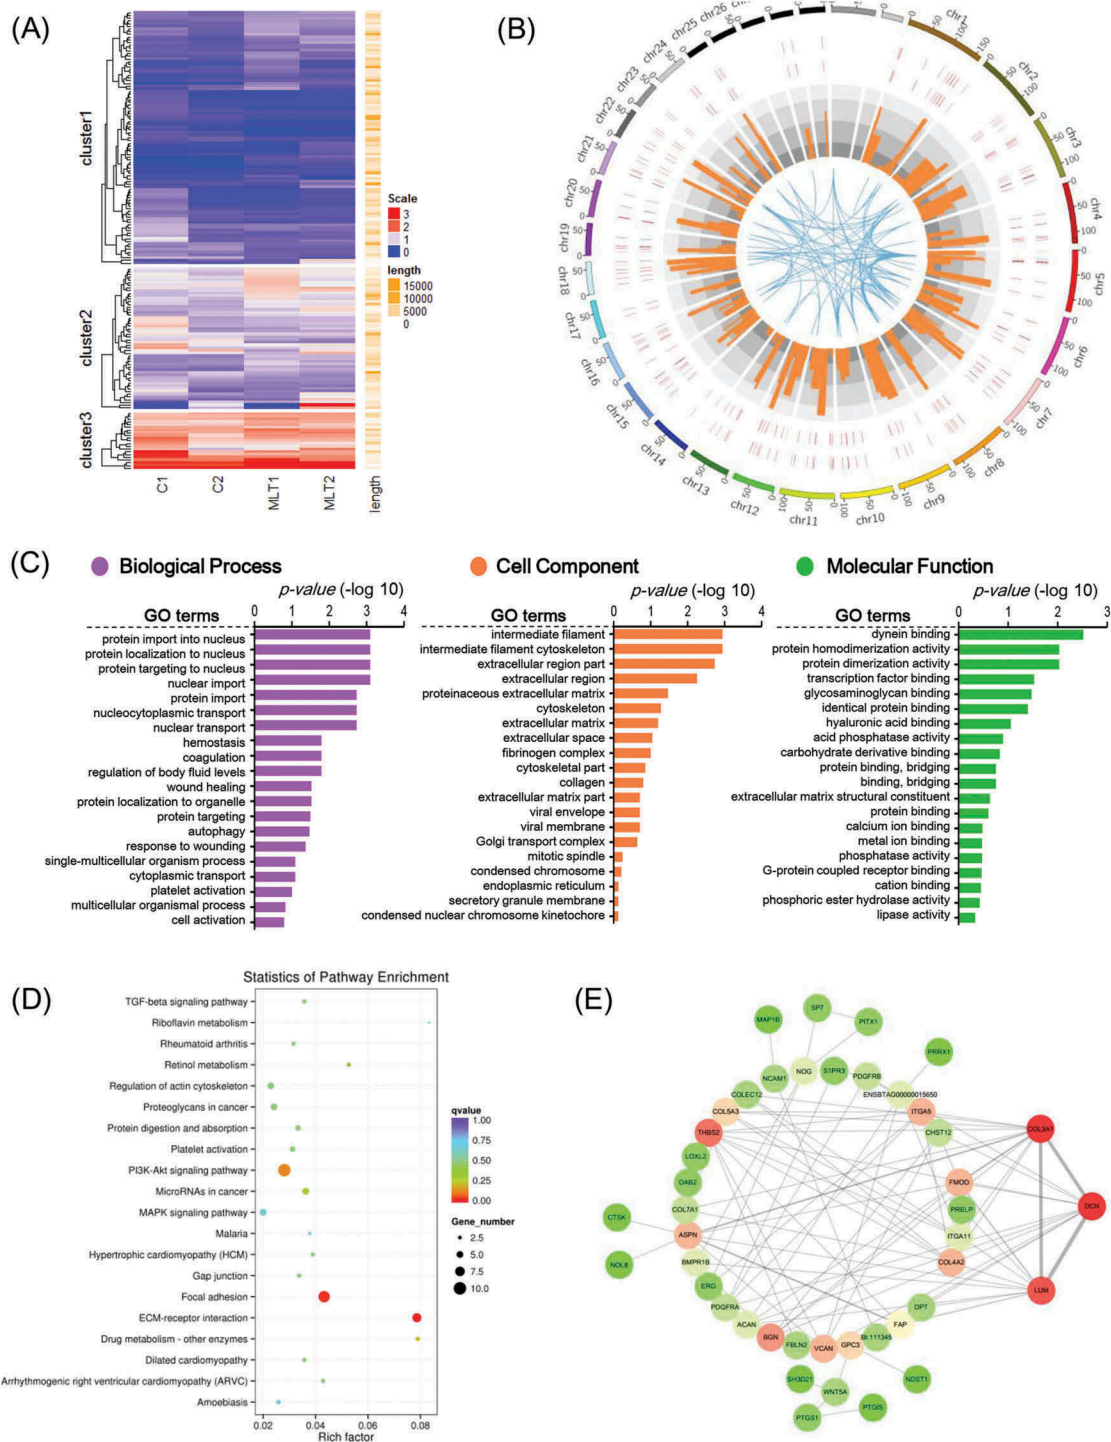 (A)
cluster1
cluster2
cluster3
C1
C2
MLT1
MLT2
length
Scale
3
2
1
0
length
15000
10000
5000
0
(B)
chr1
chr2
chr3
chr4
chr5
chr6
chr7
chr8
chr9
chr10
chr11
chr12
chr13
chr14
chr15
chr16
chr17
chr18
chr19
chr20
chr21
chr22
chr23
chr24
chr25
chr26
(C)
Biological Process
p-value (-log 10)
GO terms
0 1 2 3 4
protein import into nucleus
protein localization to nucleus
protein targeting to nucleus
nuclear import
protein import
nucleocytoplasmic transport
nuclear transport
hemostasis
coagulation
regulation of body fluid levels
wound healing
protein localization to organelle
protein targeting
autophagy
response to wounding
single-multicellular organism process
cytoplasmic transport
platelet activation
multicellular organismal process
cell activation
Cell Component
p-value (-log 10)
GO terms
0 1 2 3 4
intermediate filament
intermediate filament cytoskeleton
extracellular region part
extracellular region
proteinaceous extracellular matrix
cytoskeleton
extracellular matrix
extracellular space
fibrinogen complex
cytoskeletal part
collagen
extracellular matrix part
viral envelope
viral membrane
Golgi transport complex
mitotic spindle
condensed chromosome
endoplasmic reticulum
secretory granule membrane
condensed nuclear chromosome kinetochore
Molecular Function
p-value (-log 10)
GO terms
0 1 2 3
dynein binding
protein homodimerization activity
protein dimerization activity
transcription factor binding
glycosaminoglycan binding
identical protein binding
hyaluronic acid binding
acid phosphatase activity
carbohydrate derivative binding
protein binding, bridging
binding, bridging
extracellular matrix structural constituent
protein binding
calcium ion binding
metal ion binding
phosphatase activity
G-protein coupled receptor binding
cation binding
phosphoric ester hydrolase activity
lipase activity
(D)
Statistics of Pathway Enrichment
TGF-beta signaling pathway
Riboflavin metabolism
Rheumatoid arthritis
Retinol metabolism
Regulation of actin cytoskeleton
Proteoglycans in cancer
Protein digestion and absorption
Platelet activation
PI3K-Akt signaling pathway
MicroRNAs in cancer
MAPK signaling pathway
Malaria
Hypertrophic cardiomyopathy (HCM)
Gap junction
Focal adhesion
ECM-receptor interaction
Drug metabolism - other enzymes
Dilated cardiomyopathy
Arrhythmogenic right ventricular cardiomyopathy (ARVC)
Amoebiasis
0.02 0.04 0.06 0.08
Rich factor
qvalue
1.00
0.75
0.50
0.25
0.00
Gene_number
2.5
5.0
7.5
10.0
(E)
SP7
MAP1B
PITX1
PRRX1
NOG
S1PR3
NCAM1
PDGFRB
COLEC12
ENSBTAG00000015650
COL5A3
ITGA5
THBS2
CHST12
COL3A1
LOXL2
DAB2
FMOD
COL7A1
PRELP
DCN
CTSK
ASPN
ITGA11
BMPR1B
COL4A2
NOL8
ERG
LUM
PDGFRA
DPT
ACAN
FAP
BGN
FBLN2
VCAN
GPC3
Bt.111345
SH3D21
NDST1
WNT5A
PTGS1
PTGIS